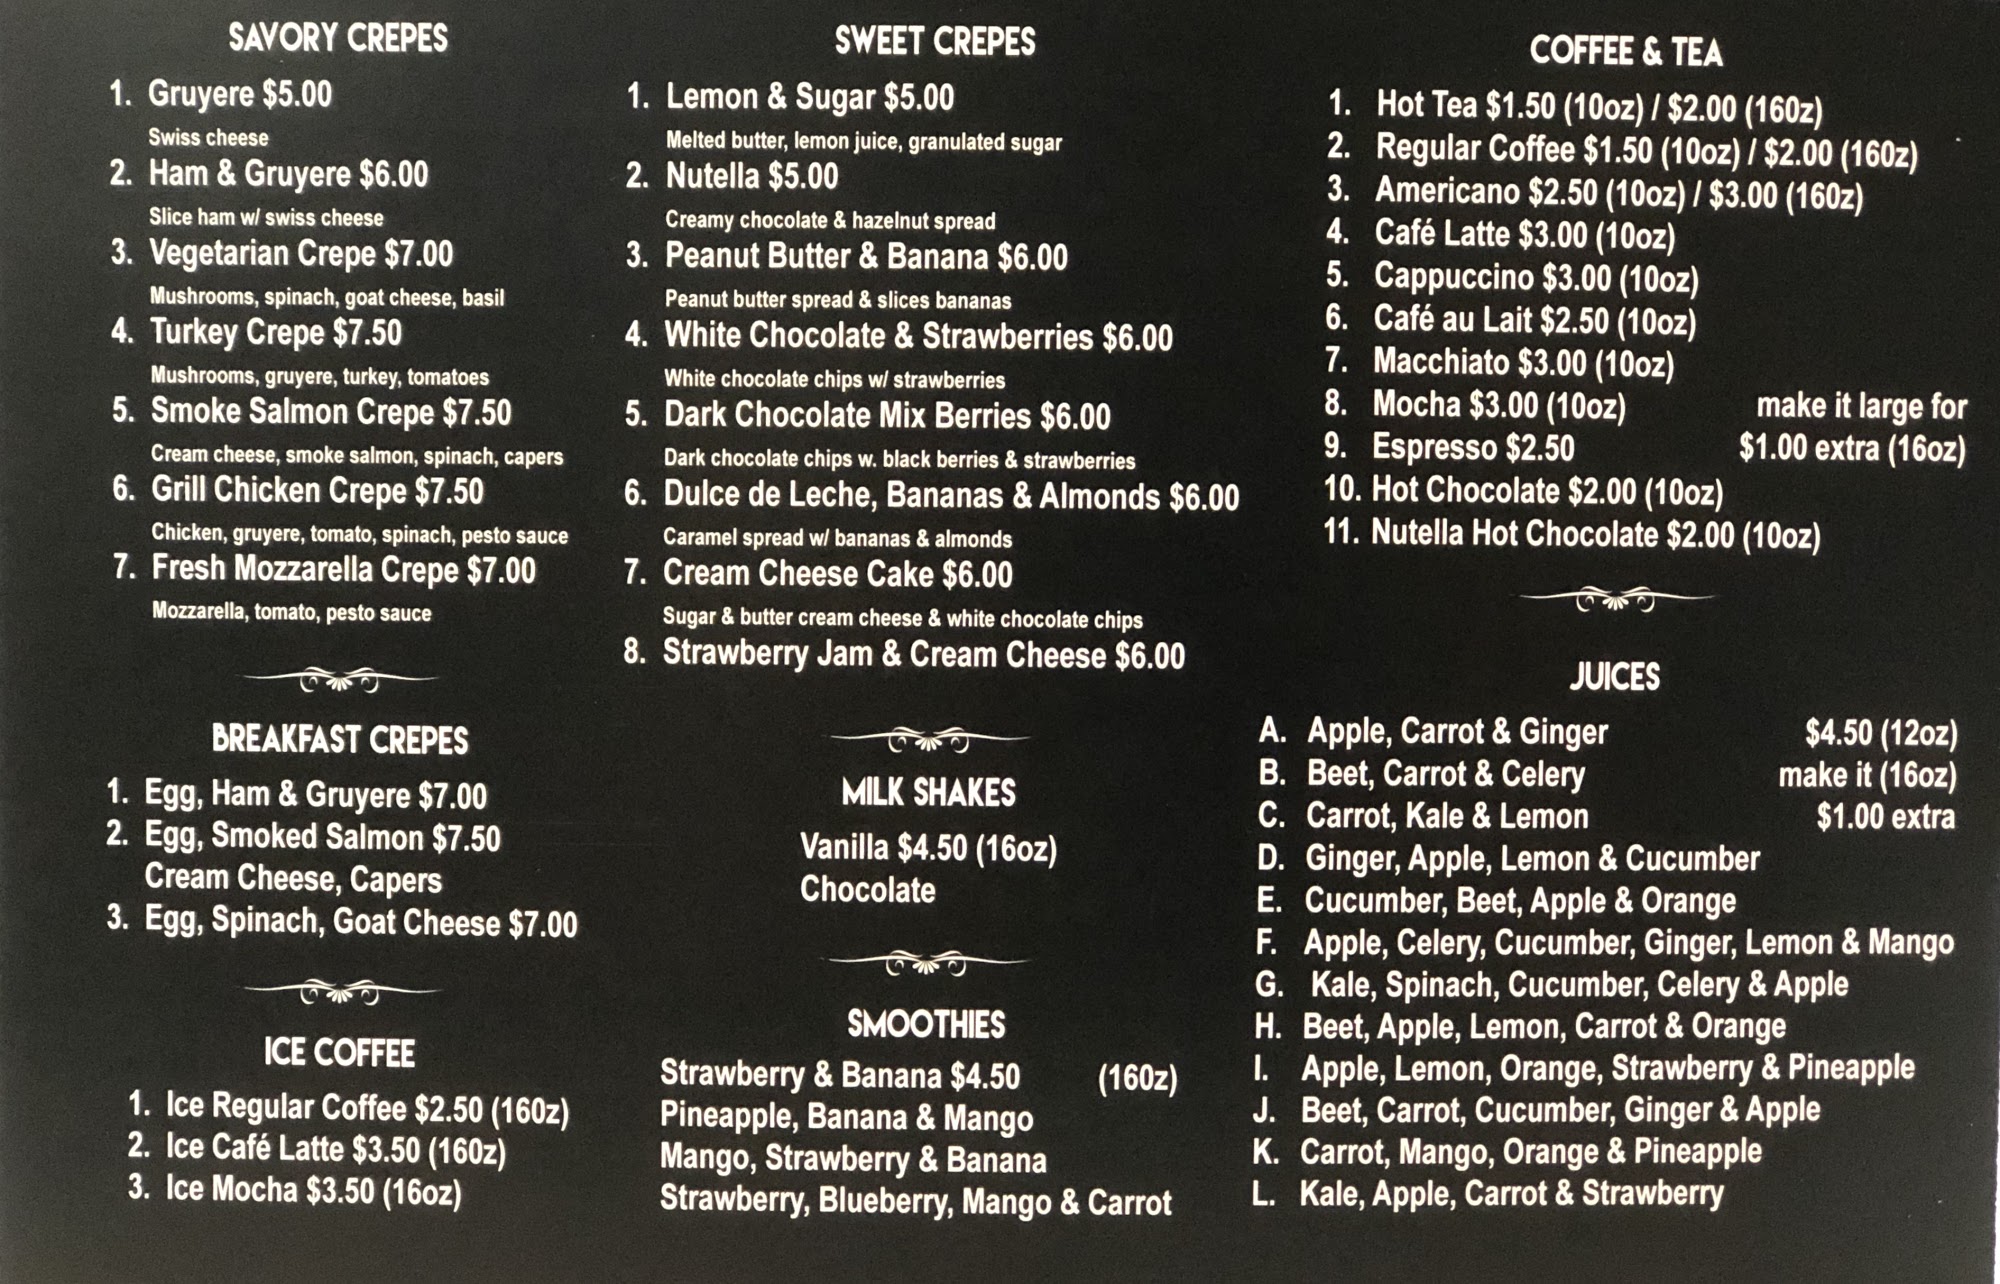 SAVORY CREPES
1. Gruyere $5.00
Swiss cheese
2. Ham & Gruyere $6.00
Slice ham w/ swiss cheese
3. Vegetarian Crepe $7.00
Mushrooms, spinach, goat cheese, basil
4. Turkey Crepe $7.50
Mushrooms, gruyere, turkey, tomatoes
5. Smoke Salmon Crepe $7.50
Cream cheese, smoke salmon, spinach, capers
6. Grill Chicken Crepe $7.50
Chicken, gruyere, tomato, spinach, pesto sauce
7. Fresh Mozzarella Crepe $7.00
Mozzarella, tomato, pesto sauce
BREAKFAST CREPES
1. Egg, Ham & Gruyere $7.00
2. Egg, Smoked Salmon $7.50
Cream Cheese, Capers
3. Egg, Spinach, Goat Cheese $7.00
ICE COFFEE
1. Ice Regular Coffee $2.50 (16oz)
2. Ice Café Latte $3.50 (16oz)
3. Ice Mocha $3.50 (16oz)
SWEET CREPES
1. Lemon & Sugar $5.00
Melted butter, lemon juice, granulated sugar
2. Nutella $5.00
Creamy chocolate & hazelnut spread
3. Peanut Butter & Banana $6.00
Peanut butter spread & slices bananas
4. White Chocolate & Strawberries $6.00
White chocolate chips w/ strawberries
5. Dark Chocolate Mix Berries $6.00
Dark chocolate chips w. black berries & strawberries
6. Dulce de Leche, Bananas & Almonds $6.00
Caramel spread w/ bananas & almonds
7. Cream Cheese Cake $6.00
Sugar & butter cream cheese & white chocolate chips
8. Strawberry Jam & Cream Cheese $6.00
MILK SHAKES
Vanilla $4.50 (16oz)
Chocolate
SMOOTHIES
Strawberry & Banana $4.50 (16oz)
Pineapple, Banana & Mango
Mango, Strawberry & Banana
Strawberry, Blueberry, Mango & Carrot
COFFEE & TEA
1. Hot Tea $1.50 (10oz) / $2.00 (16oz)
2. Regular Coffee $1.50 (10oz) / $2.00 (16oz)
3. Americano $2.50 (10oz) / $3.00 (16oz)
4. Café Latte $3.00 (10oz)
5. Cappuccino $3.00 (10oz)
6. Café au Lait $2.50 (10oz)
7. Macchiato $3.00 (10oz)
8. Mocha $3.00 (10oz) make it large for
9. Espresso $2.50 $1.00 extra (16oz)
10. Hot Chocolate $2.00 (10oz)
11. Nutella Hot Chocolate $2.00 (10oz)
JUICES
A. Apple, Carrot & Ginger $4.50 (12oz)
B. Beet, Carrot & Celery make it (16oz)
C. Carrot, Kale & Lemon $1.00 extra
D. Ginger, Apple, Lemon & Cucumber
E. Cucumber, Beet, Apple & Orange
F. Apple, Celery, Cucumber, Ginger, Lemon & Mango
G. Kale, Spinach, Cucumber, Celery & Apple
H. Beet, Apple, Lemon, Carrot & Orange
I. Apple, Lemon, Orange, Strawberry & Pineapple
J. Beet, Carrot, Cucumber, Ginger & Apple
K. Carrot, Mango, Orange & Pineapple
L. Kale, Apple, Carrot & Strawberry